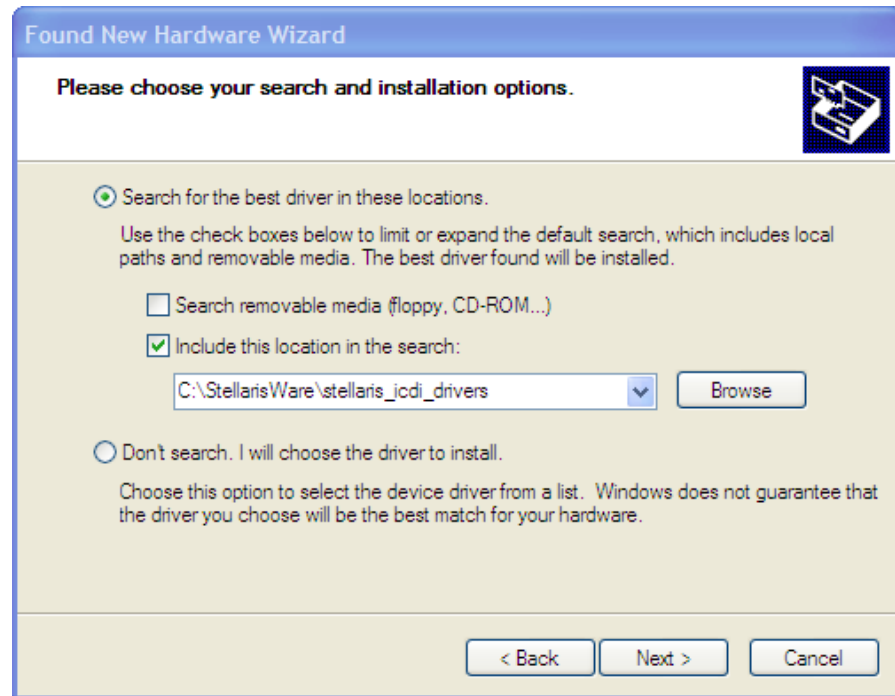 Found New Hardware Wizard
Please choose your search and installation options.
Search for the best driver in these locations.
Use the check boxes below to limit or expand the default search, which includes local
paths and removable media. The best driver found will be installed.
Search removable media (floppy, CD-ROM...)
Include this location in the search:
C:\StellarisWare\stellaris_icdi_drivers
Browse
Don't search. I will choose the driver to install.
Choose this option to select the device driver from a list. Windows does not guarantee that
the driver you choose will be the best match for your hardware.
< Back
Next >
Cancel